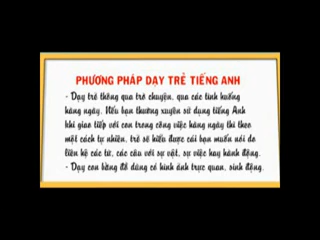 PHƯƠNG PHÁP DẠY TRẺ TIẾNG ANH
- Dạy trẻ thông qua trò chuyện, qua các tình huống
hàng ngày. Nếu bạn thường xuyên sử dụng tiếng Anh
khi giao tiếp với con trong công việc hàng ngày thì theo
một cách tự nhiên, trẻ sẽ hiểu được cái bạn muốn nói do
liên hệ các từ, các câu với sự vật, sự việc hay hành động.
- Dạy con bằng đồ dùng có hình ảnh trực quan, sinh động.